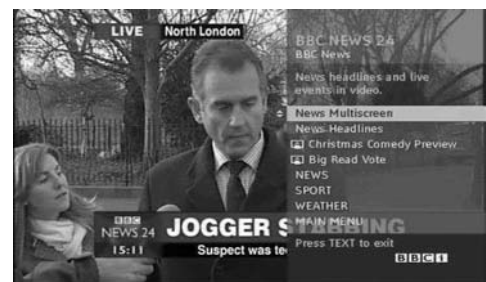 LIVE
North London
BBC NEWS 24
BBC News
News headlines and live
events in video.
News Multiscreen
News Headlines
Christmas Comedy Preview
Big Read Vote
NEWS
SPORT
WEATHER
MAIN MENU
Press TEXT to exit
BBC 1
BBC
NEWS 24
15:11
JOGGER STABBING
Suspect was